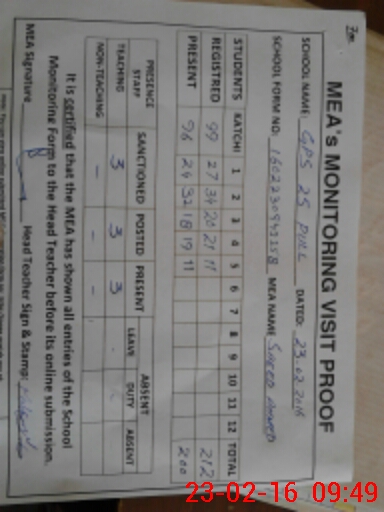 MEA's MONITORING VISIT PROOF
SCHOOL NAME: GPS 25 PULL DATED: 23.02.2016
SCHOOL FORM NO: MEA NAME Saeed Ahmed
STUDENTS KATCHI 1 2 3 4 5 6 7 8 9 10 11 12 TOTAL
REGISTRED 99 27 34 20 21 11 212
PRESENT 96 24 32 18 19 11 200
PRESENCE STAFF SANCTIONED POSTED PRESENT ABSENT
LEAVE DUTY ABSENT
TEACHING 3 3 3
NON-TEACHING - - -
It is certified that the MEA has shown all entries of the School
Monitoring Form to the Head Teacher before its online submission.
MEA Signature Head Teacher Sign & Stamp:
23-02-16 09:49